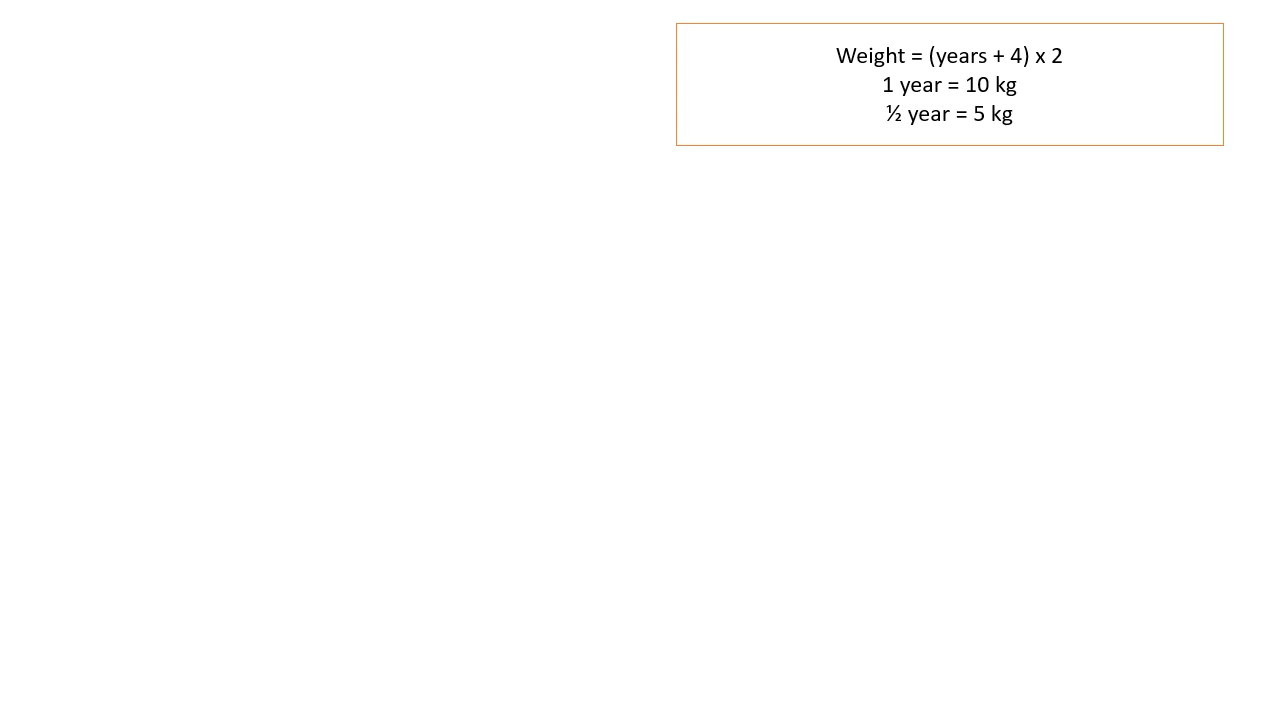 Weight = (years + 4) x 2
1 year = 10 kg
½ year = 5 kg